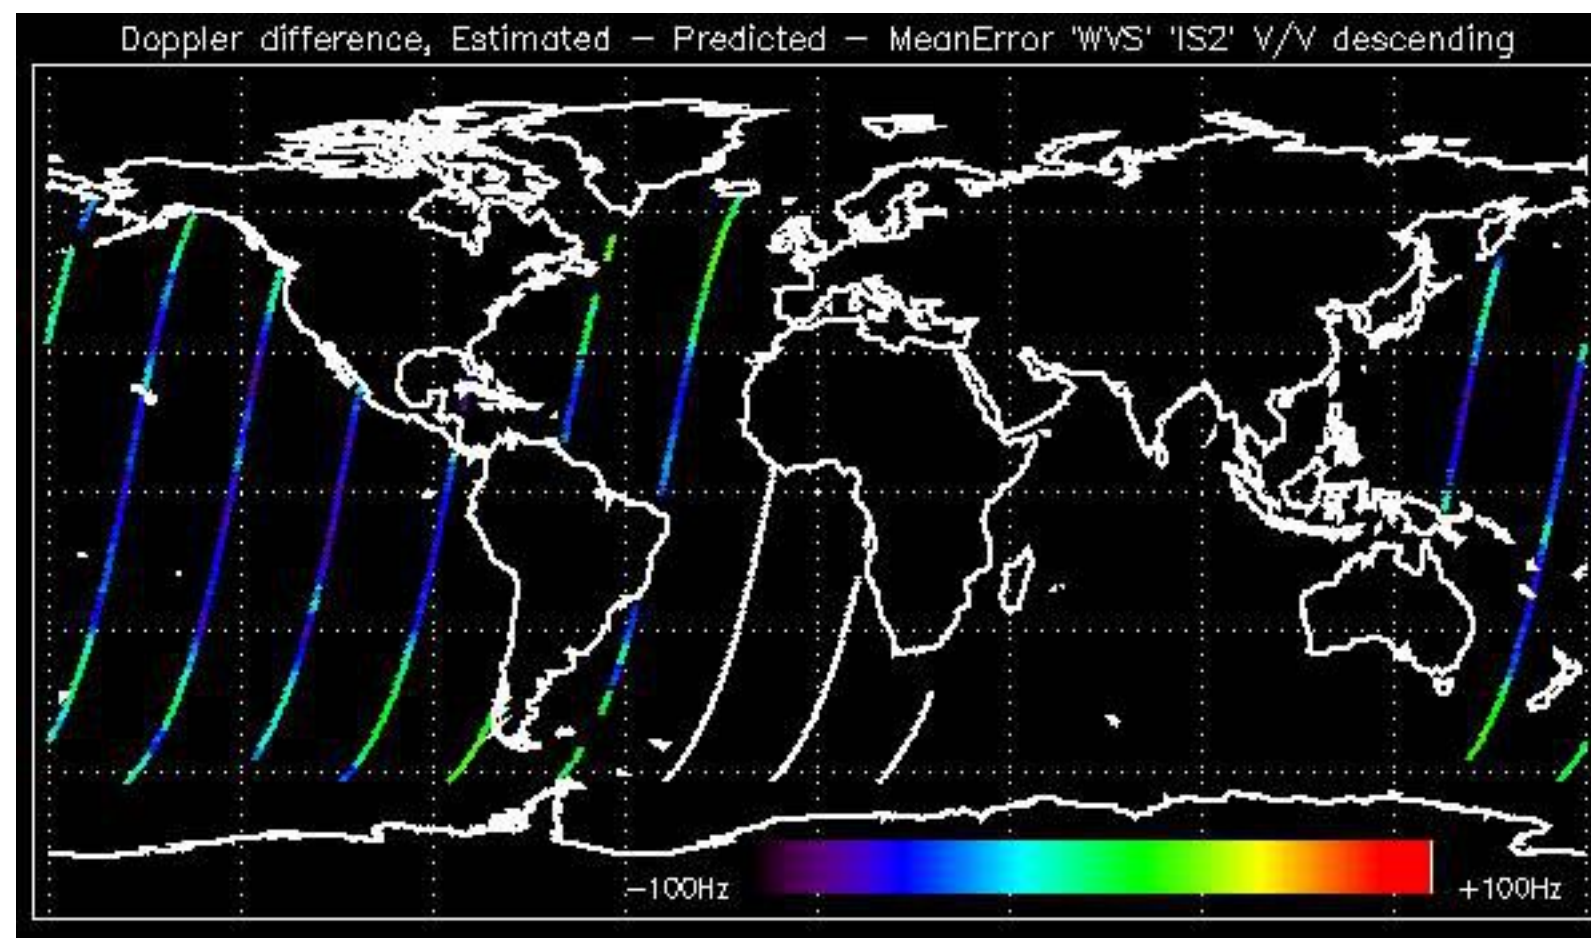 Doppler difference, Estimated – Predicted – MeanError 'WVS' 'IS2' V/V descending
–100Hz
+100Hz